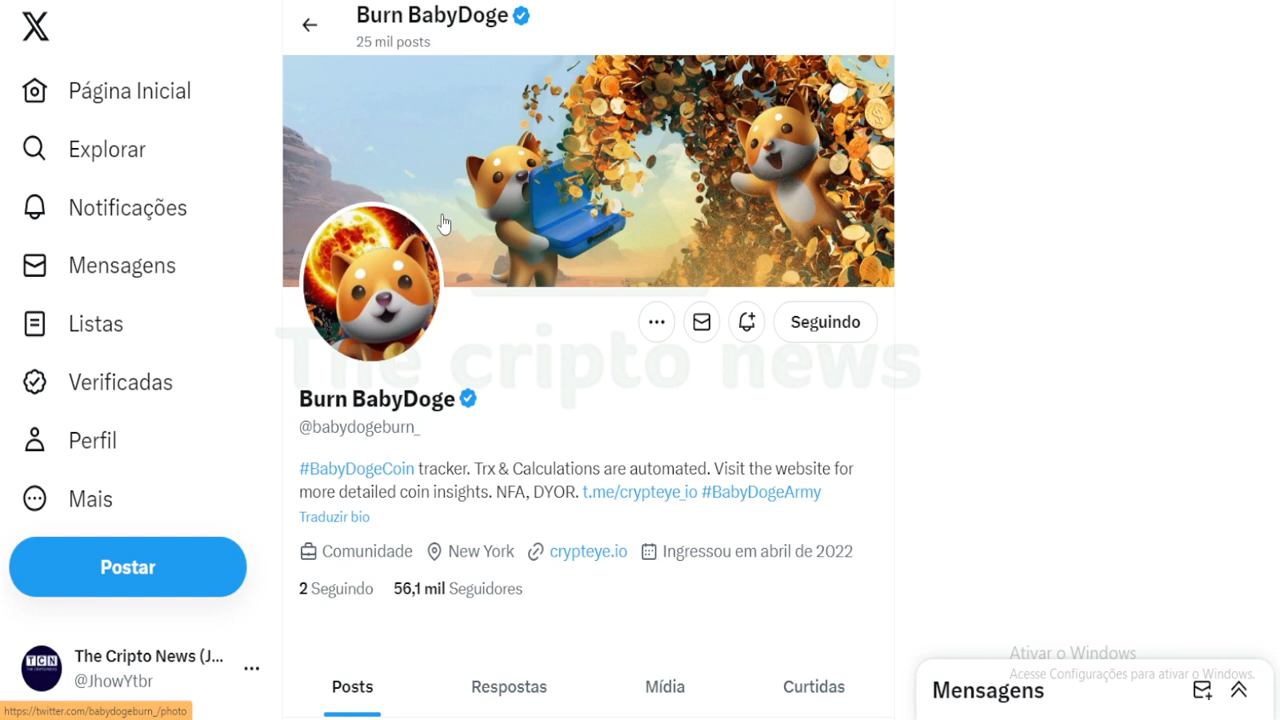 X
Página Inicial
Explorar
Notificações
Mensagens
Listas
Verificadas
Perfil
Mais
Postar
TCN
The Cripto News (J...
@JhowYtbr
https://twitter.com/babydogeburn_/photo
Burn BabyDoge
25 mil posts
Seguindo
The cripto news
Burn BabyDoge
@babydogeburn_
#BabyDogeCoin tracker. Trx & Calculations are automated. Visit the website for
more detailed coin insights. NFA, DYOR. t.me/crypteye_io #BabyDogeArmy
Traduzir bio
Comunidade New York crypteye.io Ingressou em abril de 2022
2 Seguindo 56,1 mil Seguidores
Posts Respostas Mídia Curtidas
Ativar o Windows
Acesse Configurações para ativar o Windows.
Mensagens